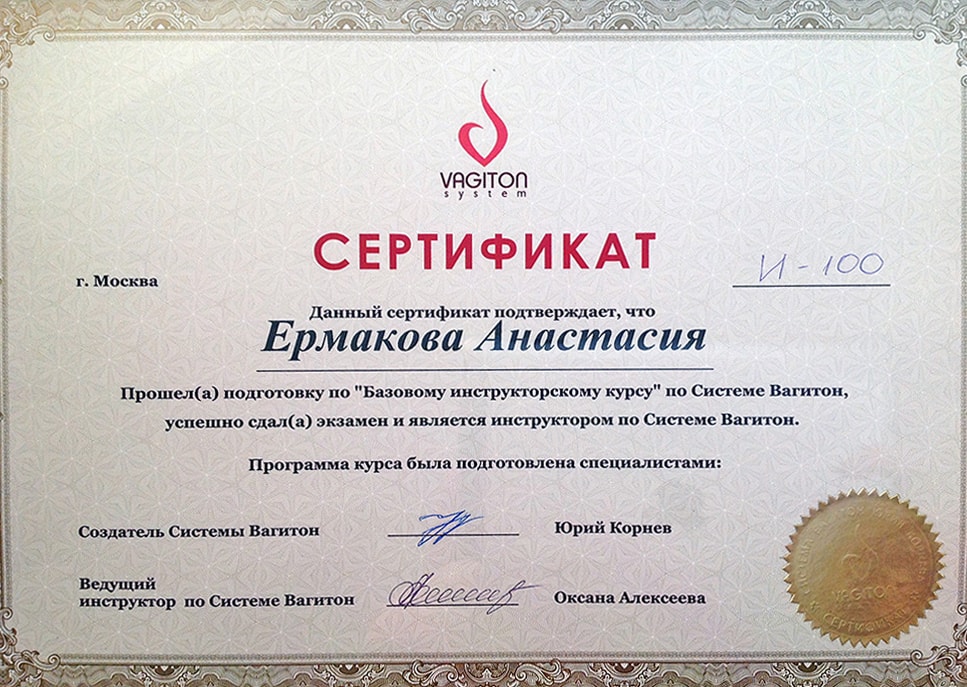 VAGITON
system
СЕРТИФИКАТ
г. Москва
И-100
Данный сертификат подтверждает, что
Ермакова Анастасия
Прошел(а) подготовку по "Базовому инструкторскому курсу" по Системе Вагитон,
успешно сдал(а) экзамен и является инструктором по Системе Вагитон.
Программа курса была подготовлена специалистами:
Создатель Системы Вагитон Юрий Корнев
Ведущий
инструктор по Системе Вагитон Оксана Алексеева
VAGITON